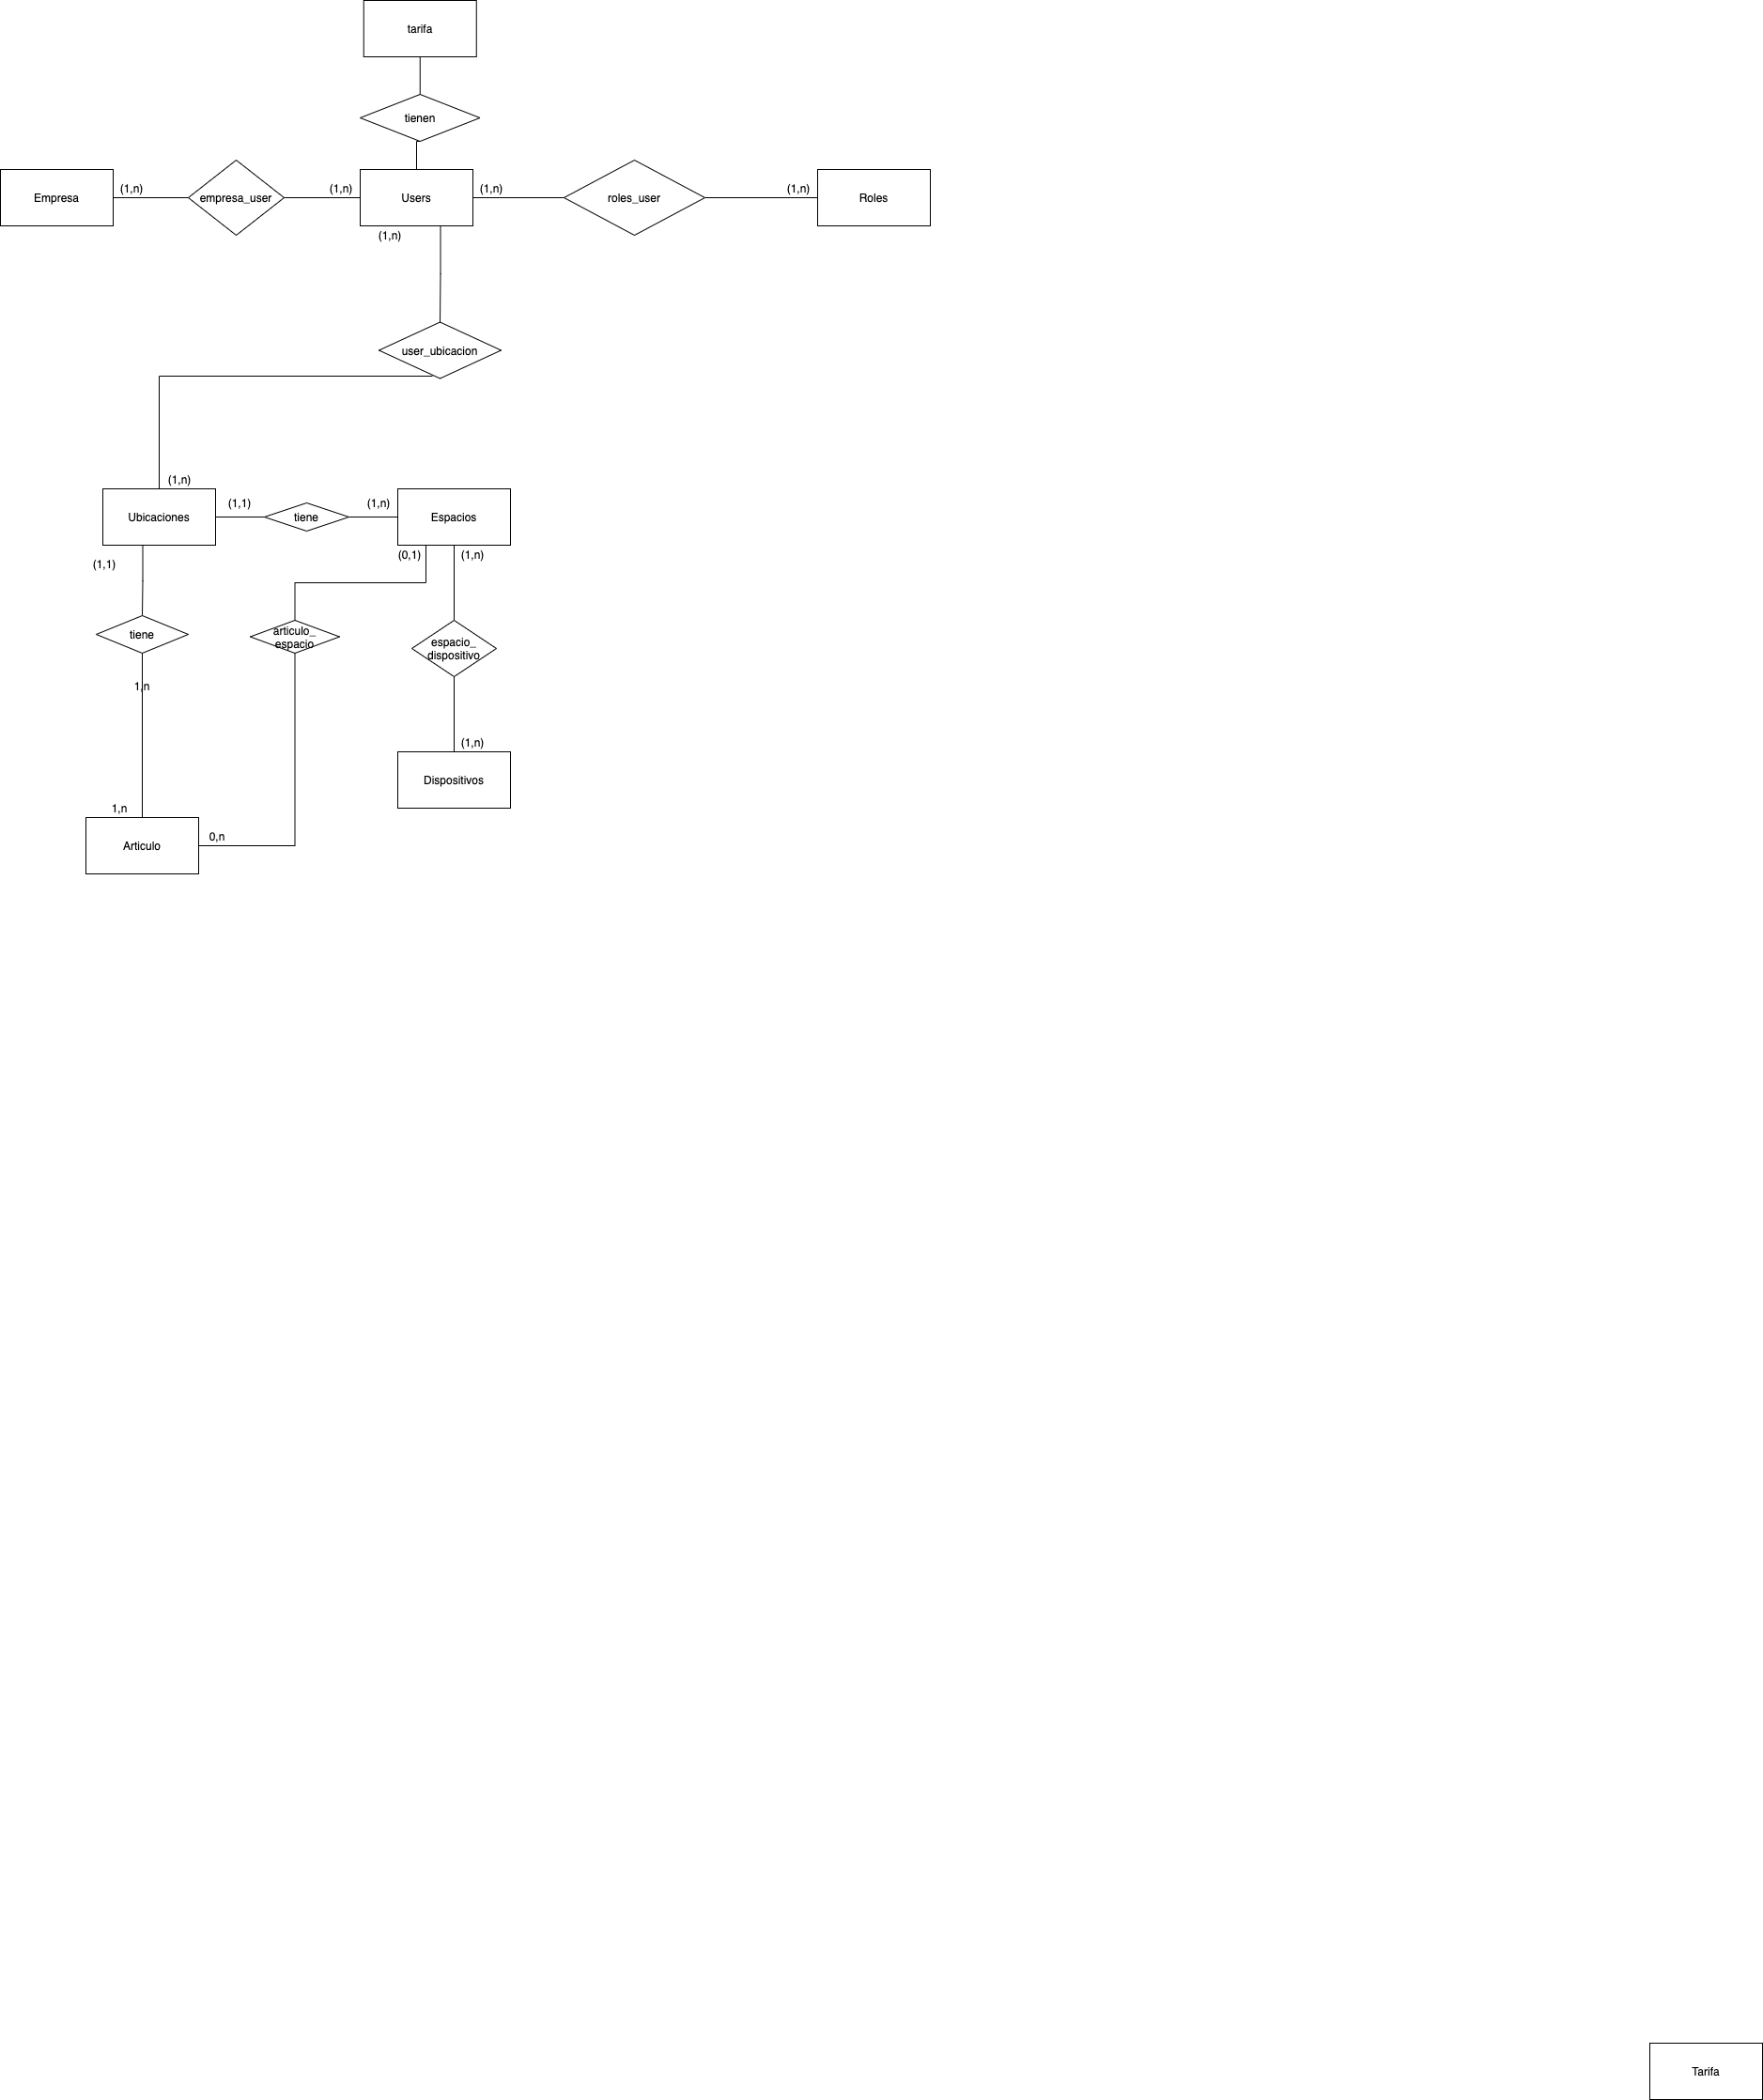 tarifa
tienen
Empresa
(1,n)
empresa_user
(1,n)
Users
(1,n)
roles_user
(1,n)
Roles
(1,n)
user_ubicacion
(1,n)
Ubicaciones
(1,1)
tiene
(1,n)
Espacios
(1,1)
(0,1)
(1,n)
tiene
articulo_
espacio
espacio_
dispositivo
1,n
(1,n)
Dispositivos
1,n
Articulo
0,n
Tarifa